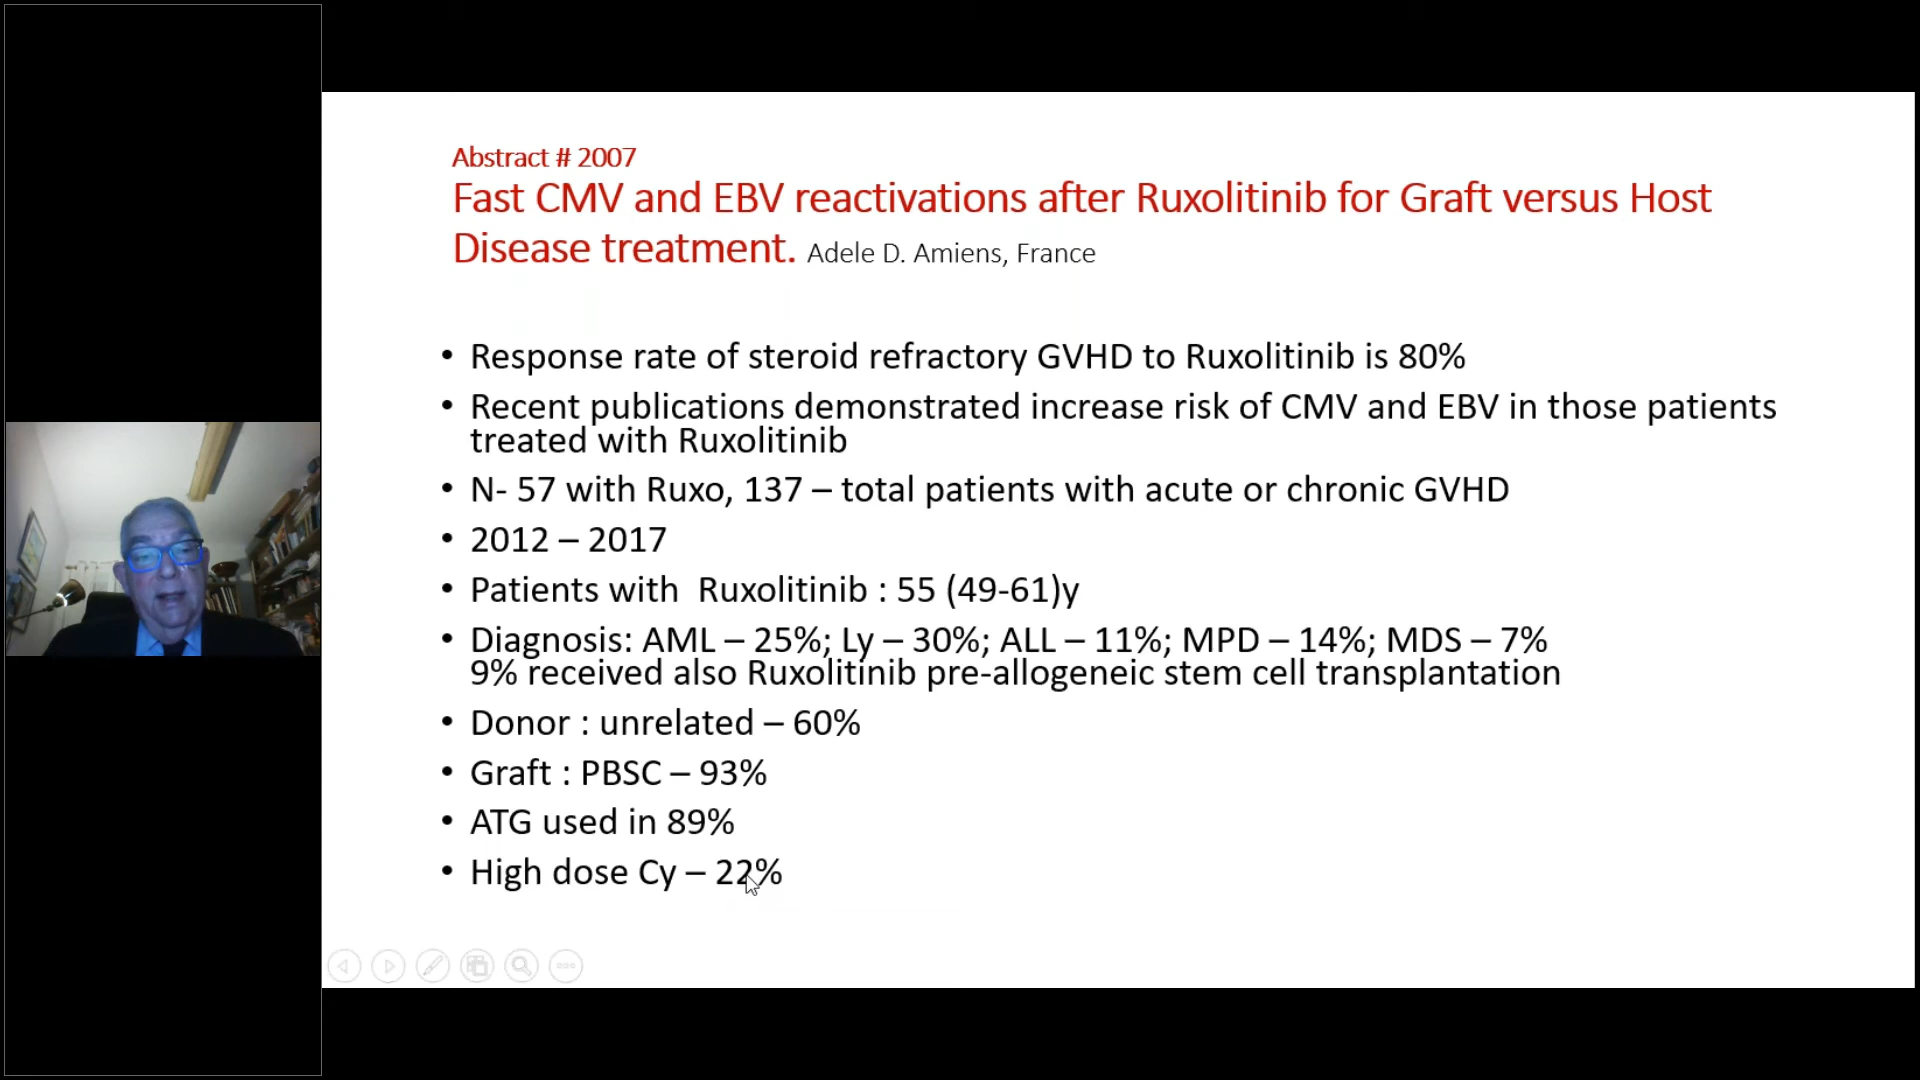 Abstract # 2007
Fast CMV and EBV reactivations after Ruxolitinib for Graft versus Host
Disease treatment. Adele D. Amiens, France
• Response rate of steroid refractory GVHD to Ruxolitinib is 80%
• Recent publications demonstrated increase risk of CMV and EBV in those patients
treated with Ruxolitinib
• N- 57 with Ruxo, 137 – total patients with acute or chronic GVHD
• 2012 – 2017
• Patients with  Ruxolitinib : 55 (49-61)y
• Diagnosis: AML – 25%; Ly – 30%; ALL – 11%; MPD – 14%; MDS – 7%
9% received also Ruxolitinib pre-allogeneic stem cell transplantation
• Donor : unrelated – 60%
• Graft : PBSC – 93%
• ATG used in 89%
• High dose Cy – 22%